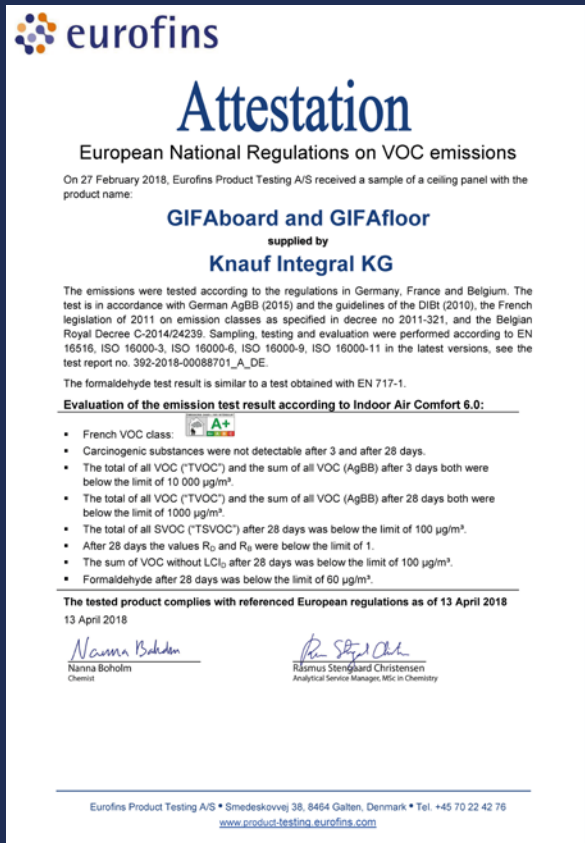 eurofins
Attestation
European National Regulations on VOC emissions
On 27 February 2018, Eurofins Product Testing A/S received a sample of a ceiling panel with the
product name:
GIFAboard and GIFAfloor
supplied by
Knauf Integral KG
The emissions were tested according to the regulations in Germany, France and Belgium. The
test is in accordance with German AgBB (2015) and the guidelines of the DIBt (2010), the French
legislation of 2011 on emission classes as specified in decree no 2011-321, and the Belgian
Royal Decree C-2014/24239. Sampling, testing and evaluation were performed according to EN
16516, ISO 16000-3, ISO 16000-6, ISO 16000-9, ISO 16000-11 in the latest versions, see the
test report no. 392-2018-00088701_A_DE.
The formaldehyde test result is similar to a test obtained with EN 717-1.
Evaluation of the emission test result according to Indoor Air Comfort 6.0:
▪ French VOC class: A+
▪ Carcinogenic substances were not detectable after 3 and after 28 days.
▪ The total of all VOC ("TVOC") and the sum of all VOC (AgBB) after 3 days both were
below the limit of 10 000 µg/m³.
▪ The total of all VOC ("TVOC") and the sum of all VOC (AgBB) after 28 days both were
below the limit of 1000 µg/m³.
▪ The total of all SVOC ("TSVOC") after 28 days was below the limit of 100 µg/m³.
▪ After 28 days the values R_D and R_B were below the limit of 1.
▪ The sum of VOC without LCI_D after 28 days was below the limit of 100 µg/m³.
▪ Formaldehyde after 28 days was below the limit of 60 µg/m³.
The tested product complies with referenced European regulations as of 13 April 2018
13 April 2018
Nanna Boholm
Chemist
Rasmus Stengaard Christensen
Analytical Service Manager, MSc in Chemistry
Eurofins Product Testing A/S • Smedeskovvej 38, 8464 Galten, Denmark • Tel. +45 70 22 42 76
www.product-testing.eurofins.com